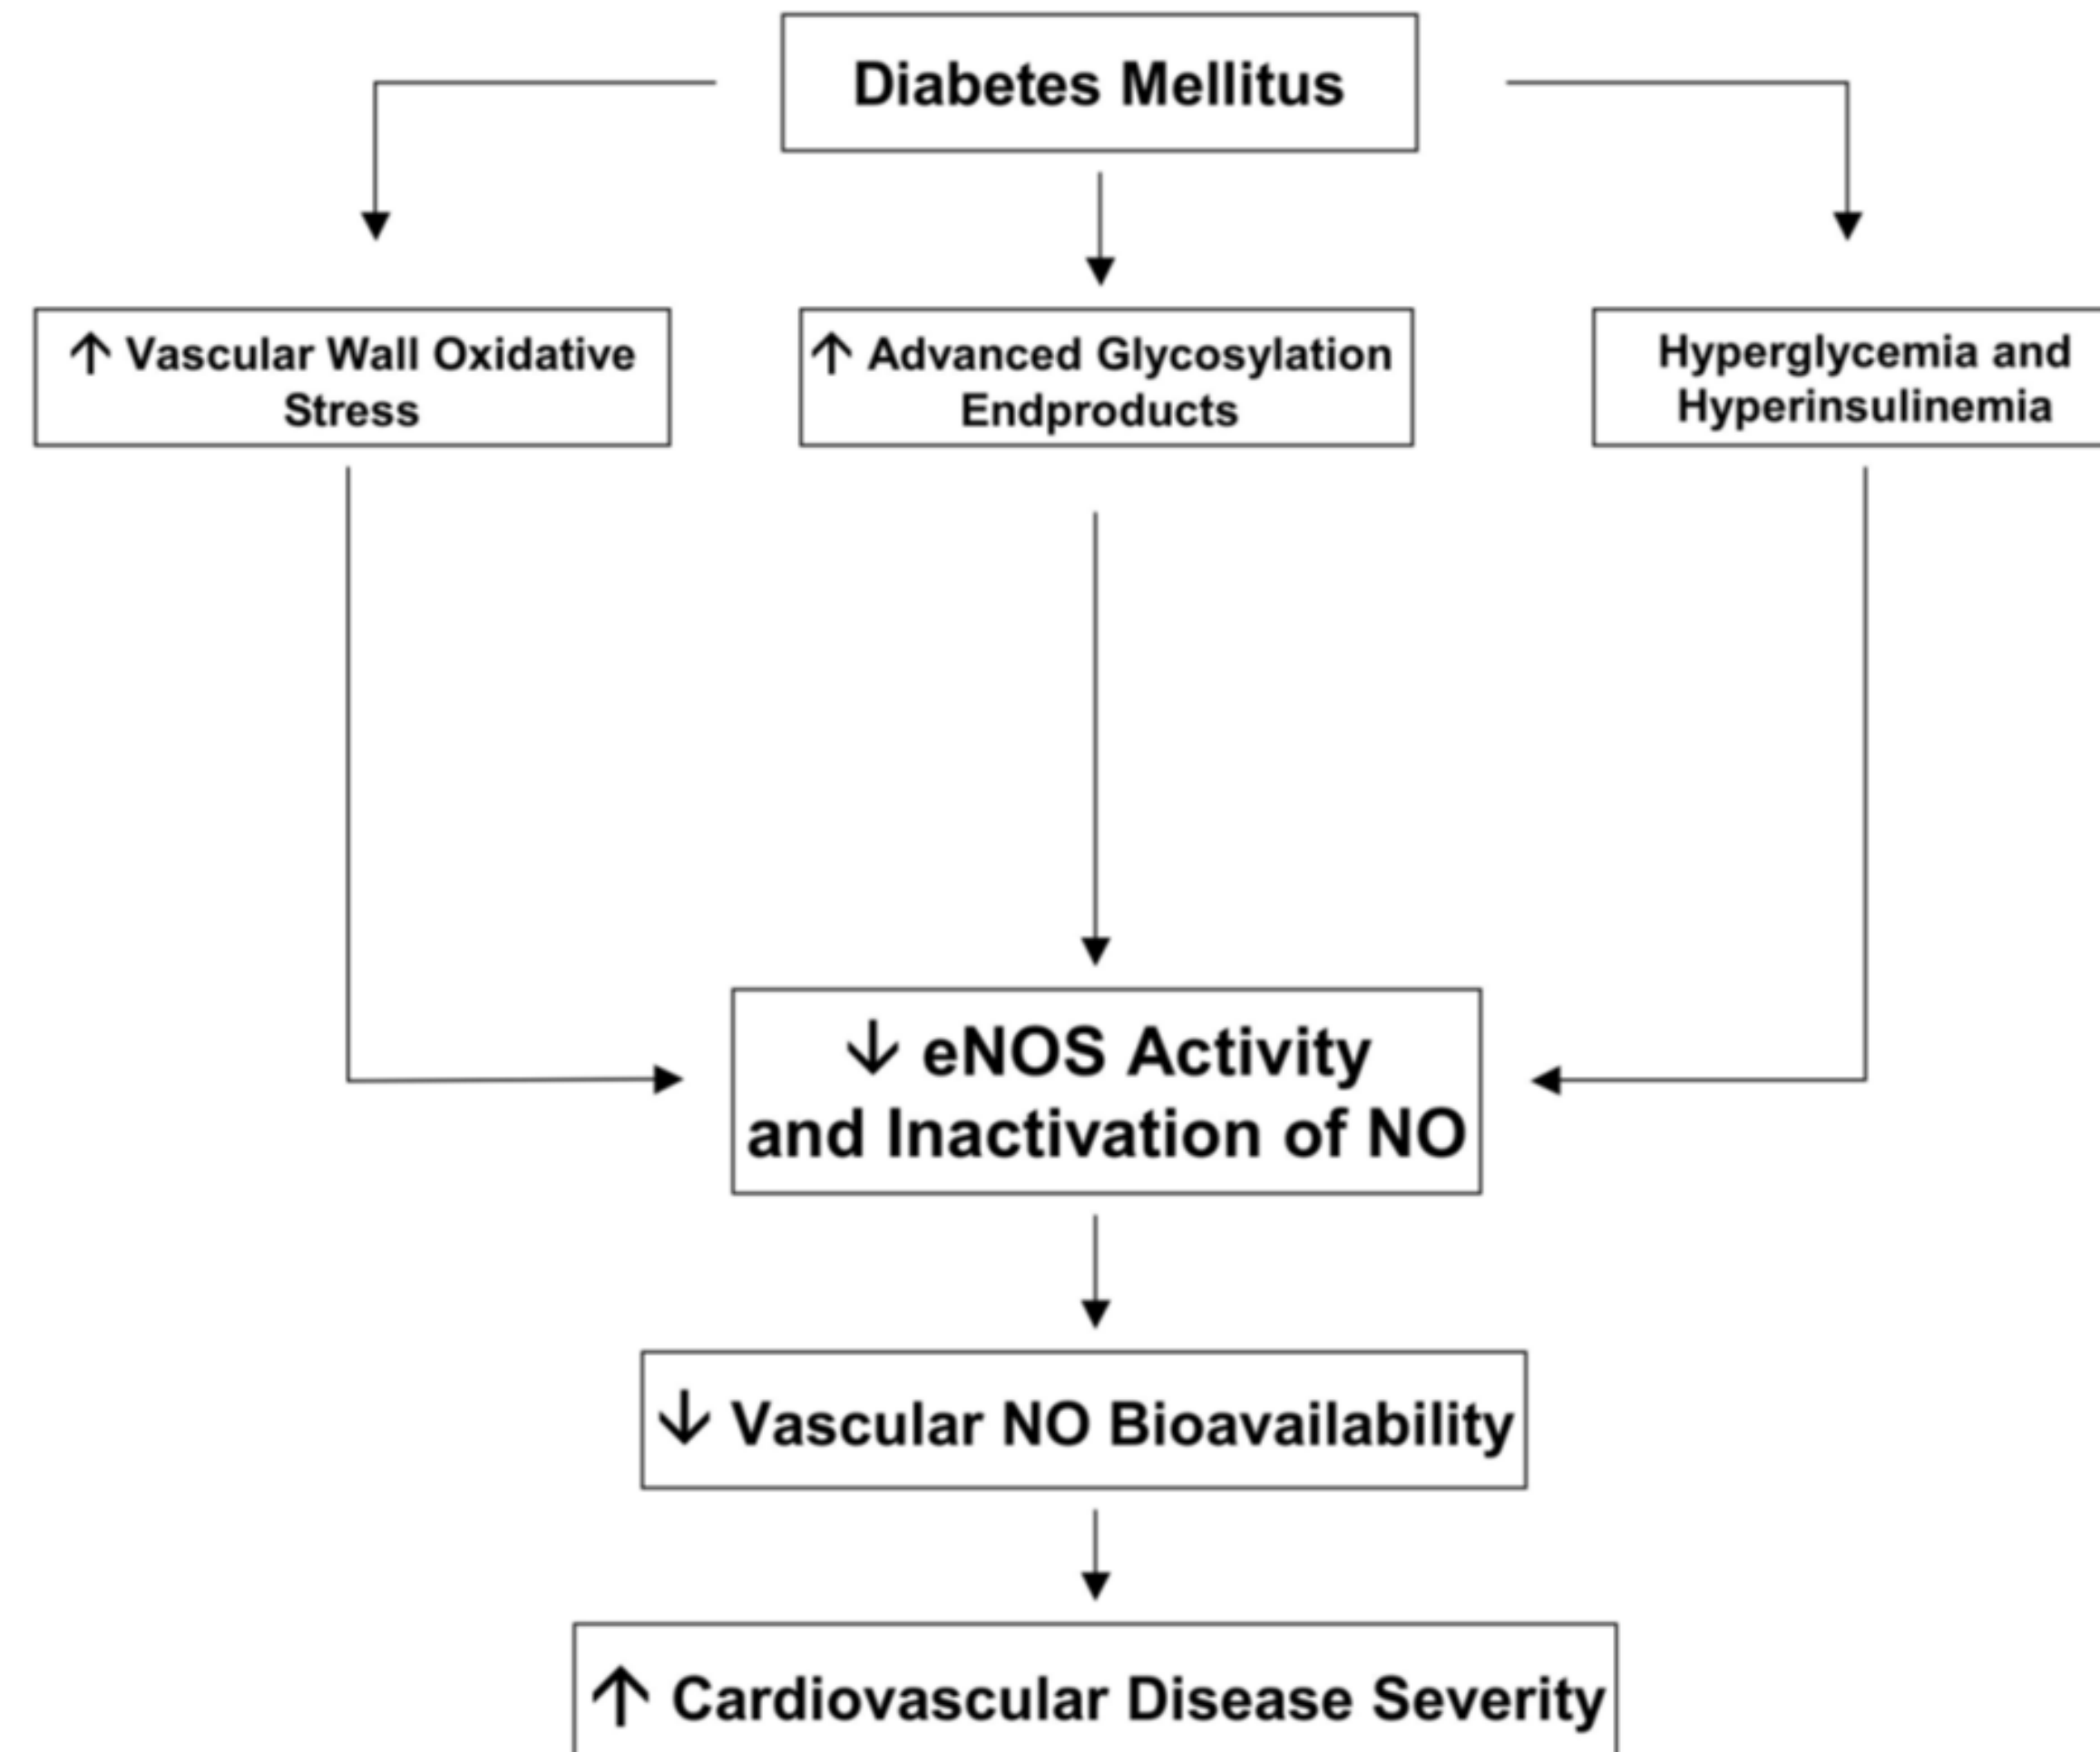 Diabetes Mellitus
↑ Vascular Wall Oxidative
Stress
↑ Advanced Glycosylation
Endproducts
Hyperglycemia and
Hyperinsulinemia
↓ eNOS Activity
and Inactivation of NO
↓ Vascular NO Bioavailability
↑ Cardiovascular Disease Severity